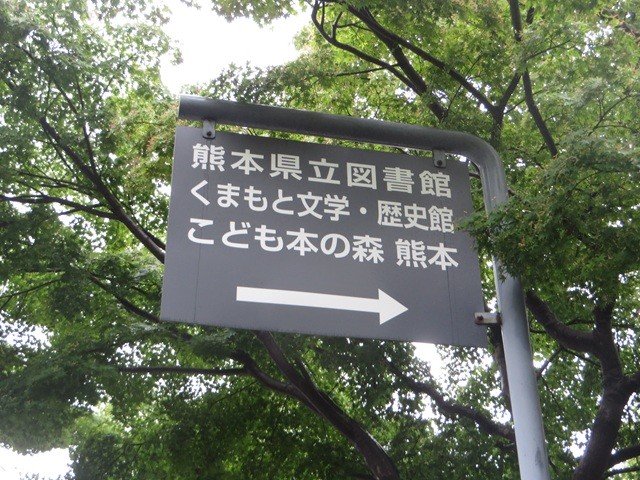 熊本県立図書館
くまもと文学・歴史館
こども本の森 熊本